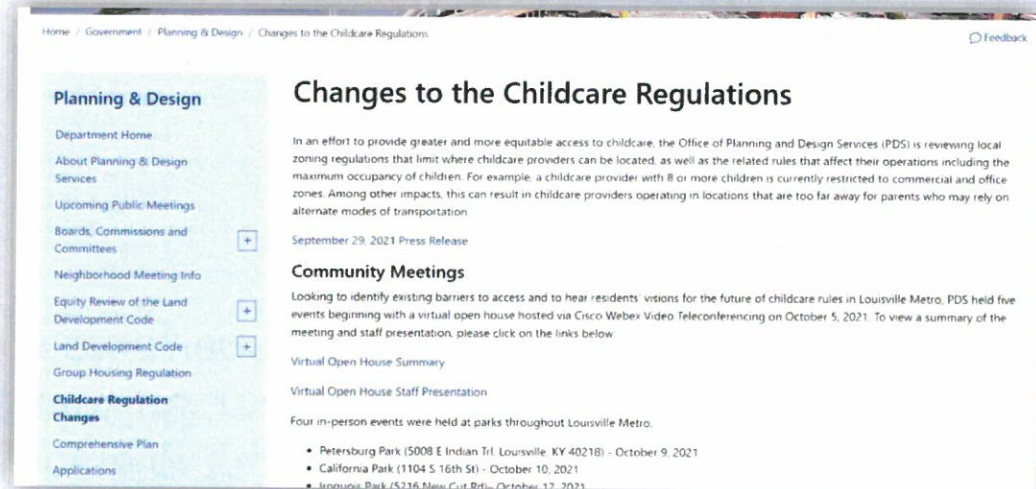 Home / Government / Planning & Design / Changes to the Childcare Regulations
Feedback
Planning & Design
Department Home
About Planning & Design
Services
Upcoming Public Meetings
Boards, Commissions and
Committees
Neighborhood Meeting Info
Equity Review of the Land
Development Code
Land Development Code
Group Housing Regulation
Childcare Regulation
Changes
Comprehensive Plan
Applications
Changes to the Childcare Regulations
In an effort to provide greater and more equitable access to childcare, the Office of Planning and Design Services (PDS) is reviewing local
zoning regulations that limit where childcare providers can be located, as well as the related rules that affect their operations including the
maximum occupancy of children. For example, a childcare provider with 8 or more children is currently restricted to commercial and office
zones. Among other impacts, this can result in childcare providers operating in locations that are too far away for parents who may rely on
alternate modes of transportation.
September 29, 2021 Press Release
Community Meetings
Looking to identify existing barriers to access and to hear residents' visions for the future of childcare rules in Louisville Metro, PDS held five
events beginning with a virtual open house hosted via Cisco Webex Video Teleconferencing on October 5, 2021. To view a summary of the
meeting and staff presentation, please click on the links below.
Virtual Open House Summary
Virtual Open House Staff Presentation
Four in-person events were held at parks throughout Louisville Metro.
• Petersburg Park (5008 E Indian Trl, Louisville, KY 40218) - October 9, 2021
• California Park (1104 S 16th St) - October 10, 2021
• Iroquois Park (5216 New Cut Rd)- October 12, 2021